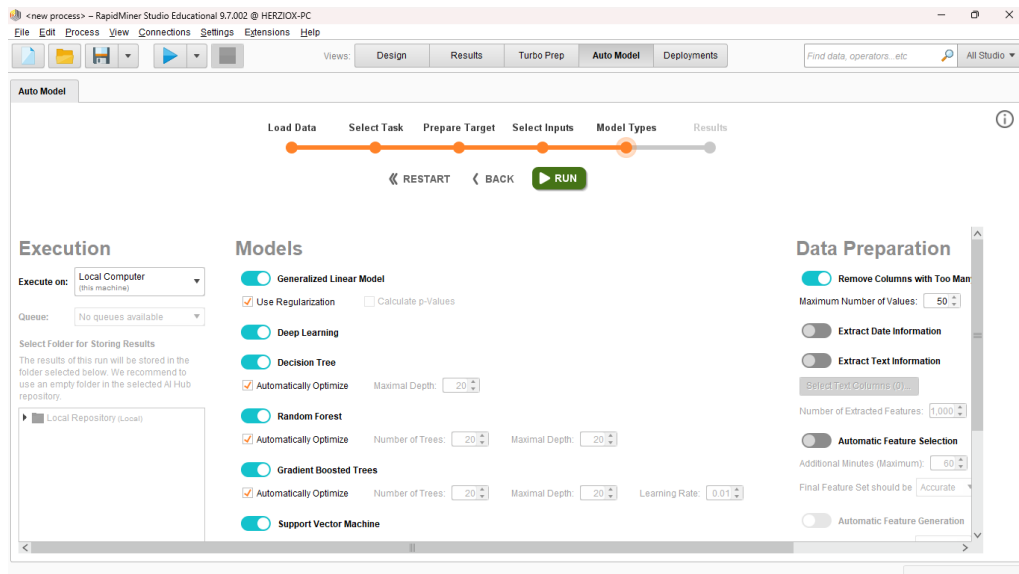 <new process> – RapidMiner Studio Educational 9.7.002 @ HERZIOX-PC
File Edit Process View Connections Settings Extensions Help
Views: Design Results Turbo Prep Auto Model Deployments
Find data, operators...etc All Studio
Auto Model
Load Data Select Task Prepare Target Select Inputs Model Types Results
RESTART BACK RUN
Execution
Execute on: Local Computer
(this machine)
Queue: No queues available
Select Folder for Storing Results
The results of this run will be stored in the
folder selected below. We recommend to
use an empty folder in the selected AI Hub
repository.
Local Repository (Local)
Models
Generalized Linear Model
Use Regularization Calculate p-Values
Deep Learning
Decision Tree
Automatically Optimize Maximal Depth: 20
Random Forest
Automatically Optimize Number of Trees: 20 Maximal Depth: 20
Gradient Boosted Trees
Automatically Optimize Number of Trees: 20 Maximal Depth: 20 Learning Rate: 0.01
Support Vector Machine
Data Preparation
Remove Columns with Too Man
Maximum Number of Values: 50
Extract Date Information
Extract Text Information
Select Text Columns (0)...
Number of Extracted Features: 1,000
Automatic Feature Selection
Additional Minutes (Maximum): 60
Final Feature Set should be Accurate
Automatic Feature Generation